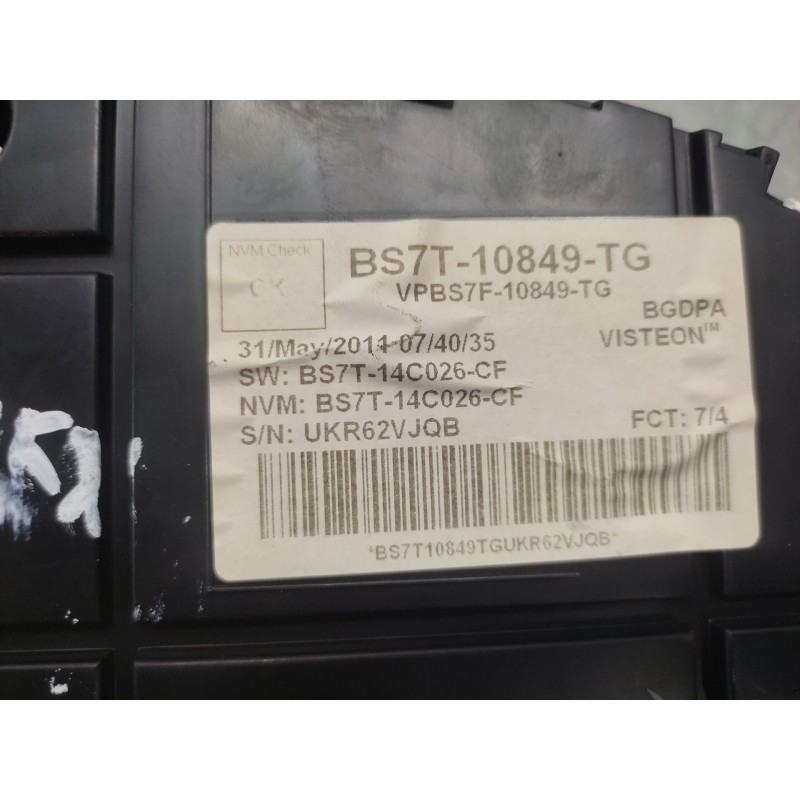 NVM Check
OK
BS7T-10849-TG
VPBS7F-10849-TG
BGDPA
VISTEON™
31/May/2011 07/40/35
SW: BS7T-14C026-CF
NVM: BS7T-14C026-CF
S/N: UKR62VJQB
FCT: 7/4
*BS7T10849TGUKR62VJQB*